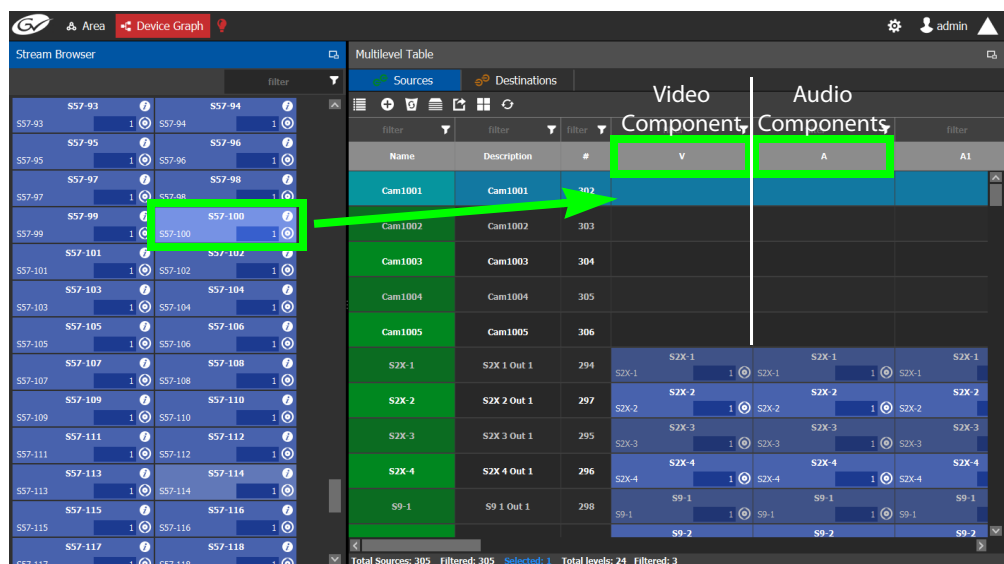 GV Area Device Graph admin
Stream Browser
filter
S57-93 S57-94
S57-93 1 S57-94 1
S57-95 S57-96
S57-95 1 S57-96 1
S57-97 S57-98
S57-97 1 S57-98 1
S57-99 S57-100
S57-99 1 S57-100 1
S57-101 S57-102
S57-101 1 S57-102 1
S57-103 S57-104
S57-103 1 S57-104 1
S57-105 S57-106
S57-105 1 S57-106 1
S57-107 S57-108
S57-107 1 S57-108 1
S57-109 S57-110
S57-109 1 S57-110 1
S57-111 S57-112
S57-111 1 S57-112 1
S57-113 S57-114
S57-113 1 S57-114 1
S57-115 S57-116
S57-115 1 S57-116 1
S57-117 S57-118
S57-117 1 S57-118 1
Multilevel Table
Sources Destinations
Video Component
Audio Components
filter filter filter filter
Name Description # V A A1
Cam1001 Cam1001 302
Cam1002 Cam1002 303
Cam1003 Cam1003 304
Cam1004 Cam1004 305
Cam1005 Cam1005 306
S2X-1 S2X 1 Out 1 294 S2X-1 S2X-1 S2X-1
S2X-1 1 S2X-1 1 S2X-1
S2X-2 S2X 2 Out 1 297 S2X-2 S2X-2 S2X-2
S2X-2 1 S2X-2 1 S2X-2
S2X-3 S2X 3 Out 1 295 S2X-3 S2X-3 S2X-3
S2X-3 1 S2X-3 1 S2X-3
S2X-4 S2X 4 Out 1 296 S2X-4 S2X-4 S2X-4
S2X-4 1 S2X-4 1 S2X-4
S9-1 S9 1 Out 1 298 S9-1 S9-1 S9-1
S9-1 1 S9-1 1 S9-1
S9-2 S9-2 S9-2
Total Sources: 305 Filtered: 305 Selected: 1 Total levels: 24 Filtered: 3